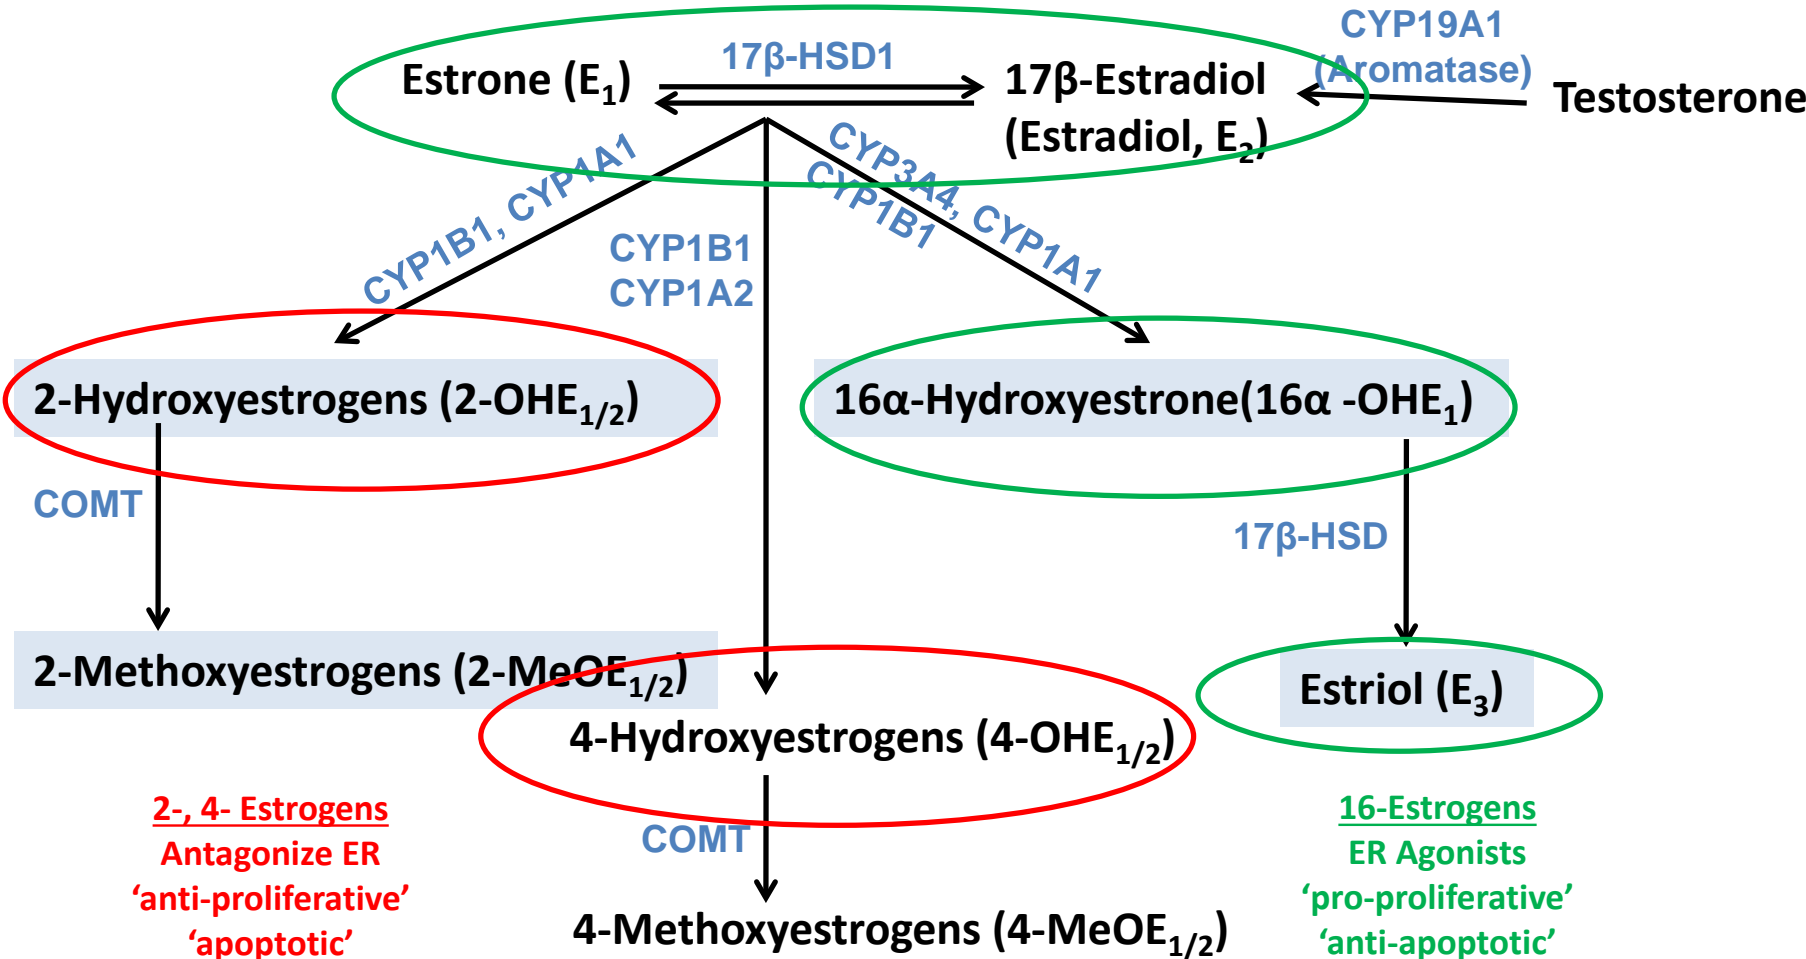 CYP19A1
(Aromatase)
Estrone (E1)
17β-HSD1
17β-Estradiol
(Estradiol, E2)
Testosterone
CYP1B1, CYP1A1
CYP1B1
CYP1A2
CYP3A4, CYP1A1
CYP1B1
2-Hydroxyestrogens (2-OHE1/2)
16α-Hydroxyestrone(16α -OHE1)
COMT
17β-HSD
2-Methoxyestrogens (2-MeOE1/2)
Estriol (E3)
4-Hydroxyestrogens (4-OHE1/2)
COMT
4-Methoxyestrogens (4-MeOE1/2)
2-, 4- Estrogens
Antagonize ER
‘anti-proliferative’
‘apoptotic’
16-Estrogens
ER Agonists
‘pro-proliferative’
‘anti-apoptotic’